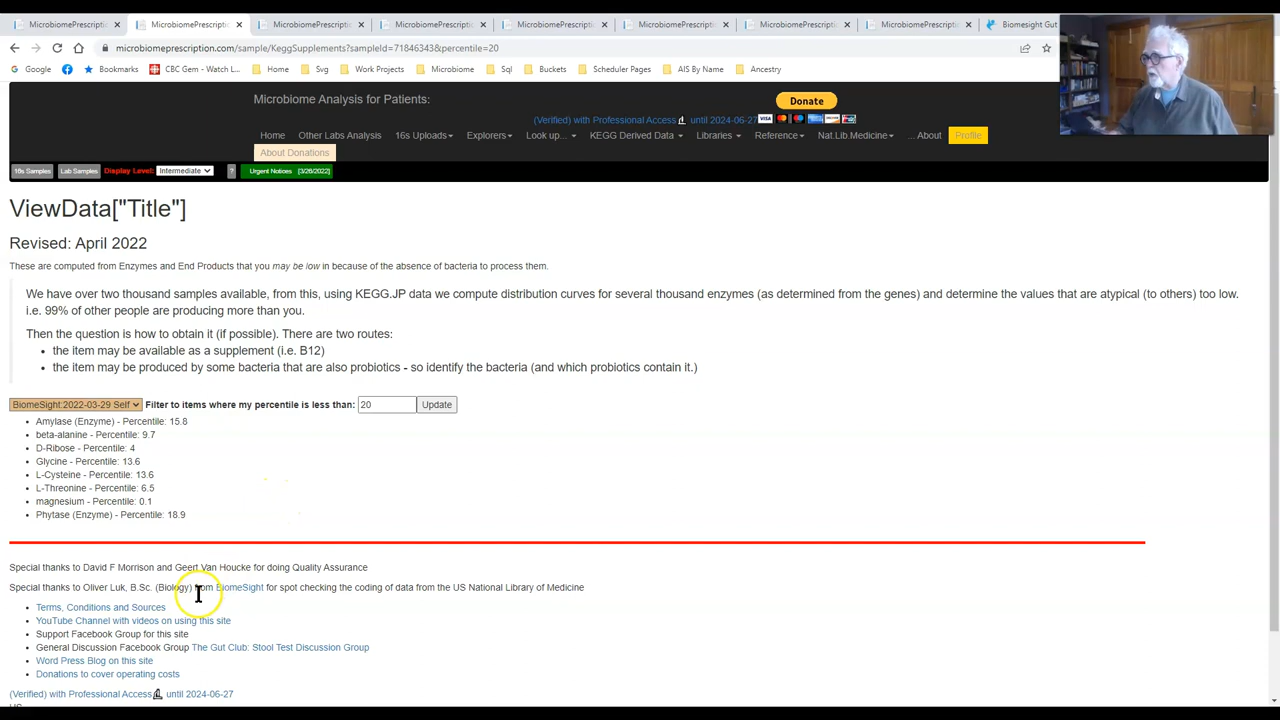 MicrobiomePrescription
MicrobiomePrescription
MicrobiomePrescription
MicrobiomePrescription
MicrobiomePrescription
MicrobiomePrescription
MicrobiomePrescription
MicrobiomePrescription
Biomesight Gut
microbiomeprescription.com/sample/KeggSupplements?sampleId=71846343&percentile=20
Google
Bookmarks
CBC Gem – Watch L...
Home
Svg
Work Projects
Microbiome
Sql
Buckets
Scheduler Pages
AIS By Name
Ancestry
Microbiome Analysis for Patients:
Donate
(Verified) with Professional Access until 2024-06-27
Home Other Labs Analysis 16s Uploads Explorers Look up... KEGG Derived Data Libraries Reference Nat.Lib.Medicine ... About Profile
About Donations
16s Samples Lab Samples Display Level: Intermediate ? Urgent Notices [3/26/2022]
ViewData["Title"]
Revised: April 2022
These are computed from Enzymes and End Products that you may be low in because of the absence of bacteria to process them.
We have over two thousand samples available, from this, using KEGG.JP data we compute distribution curves for several thousand enzymes (as determined from the genes) and determine the values that are atypical (to others) too low.
i.e. 99% of other people are producing more than you.
Then the question is how to obtain it (if possible). There are two routes:
• the item may be available as a supplement (i.e. B12)
• the item may be produced by some bacteria that are also probiotics - so identify the bacteria (and which probiotics contain it.)
BiomeSight:2022-03-29 Self Filter to items where my percentile is less than: 20 Update
• Amylase (Enzyme) - Percentile: 15.8
• beta-alanine - Percentile: 9.7
• D-Ribose - Percentile: 4
• Glycine - Percentile: 13.6
• L-Cysteine - Percentile: 13.6
• L-Threonine - Percentile: 6.5
• magnesium - Percentile: 0.1
• Phytase (Enzyme) - Percentile: 18.9
Special thanks to David F Morrison and Geert Van Houcke for doing Quality Assurance
Special thanks to Oliver Luk, B.Sc. (Biology) from BiomeSight for spot checking the coding of data from the US National Library of Medicine
• Terms, Conditions and Sources
• YouTube Channel with videos on using this site
• Support Facebook Group for this site
• General Discussion Facebook Group The Gut Club: Stool Test Discussion Group
• Word Press Blog on this site
• Donations to cover operating costs
(Verified) with Professional Access until 2024-06-27